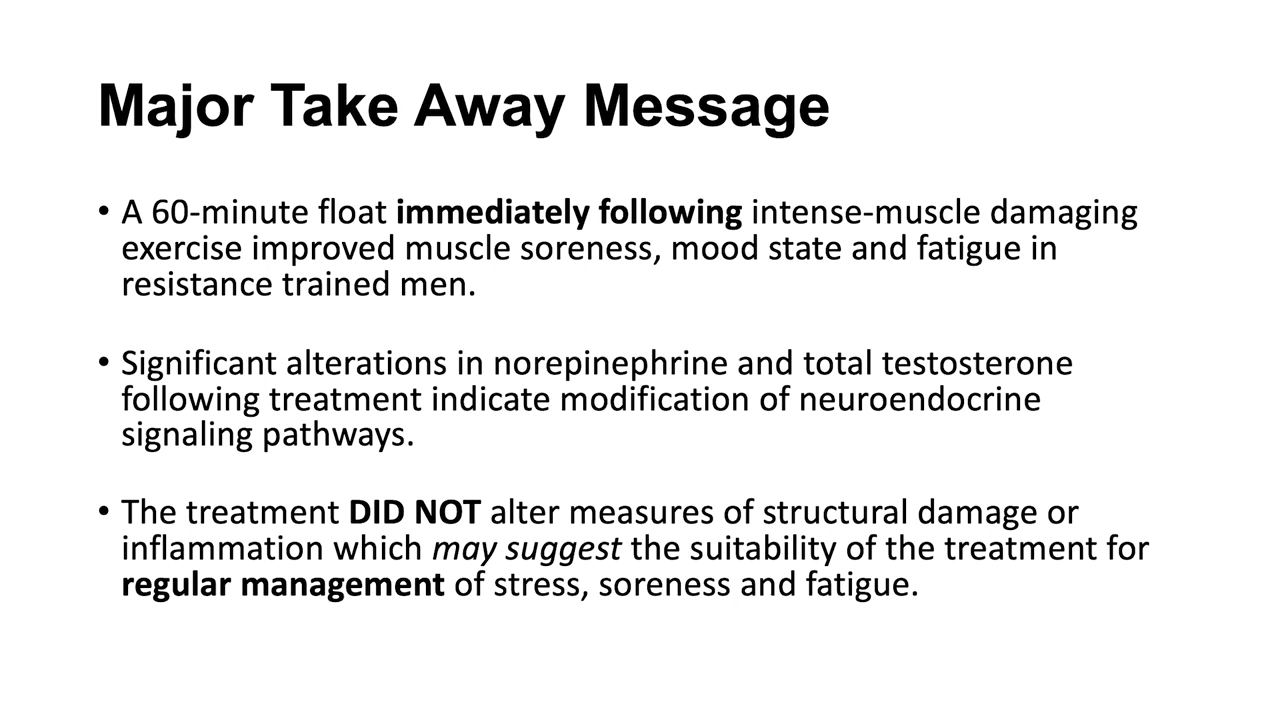 Major Take Away Message
• A 60-minute float immediately following intense-muscle damaging
exercise improved muscle soreness, mood state and fatigue in
resistance trained men.
• Significant alterations in norepinephrine and total testosterone
following treatment indicate modification of neuroendocrine
signaling pathways.
• The treatment DID NOT alter measures of structural damage or
inflammation which may suggest the suitability of the treatment for
regular management of stress, soreness and fatigue.